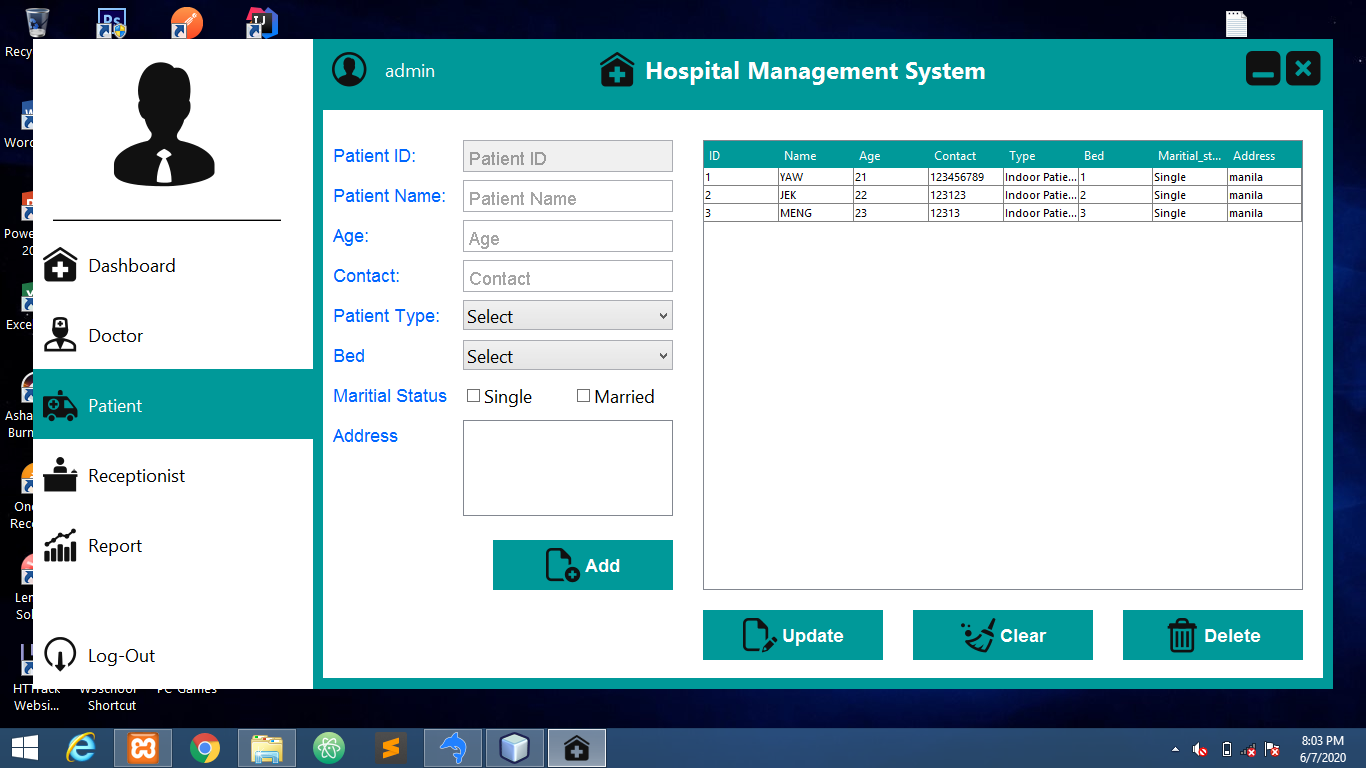 Recy
Word
Powe
20
Exce
Asha
Burn
On
Reco
Len
Sol
HTTrack
Websi...
W3school
Shortcut
PC Games
Ps
IJ
admin
Hospital Management System
Dashboard
Doctor
Patient
Receptionist
Report
Log-Out
Patient ID: Patient ID
Patient Name: Patient Name
Age: Age
Contact: Contact
Patient Type: Select
Bed Select
Maritial Status Single Married
Address
Add
ID Name Age Contact Type Bed Maritial_st... Address
1 YAW 21 123456789 Indoor Patie... 1 Single manila
2 JEK 22 123123 Indoor Patie... 2 Single manila
3 MENG 23 12313 Indoor Patie... 3 Single manila
Update Clear Delete
8:03 PM
6/7/2020